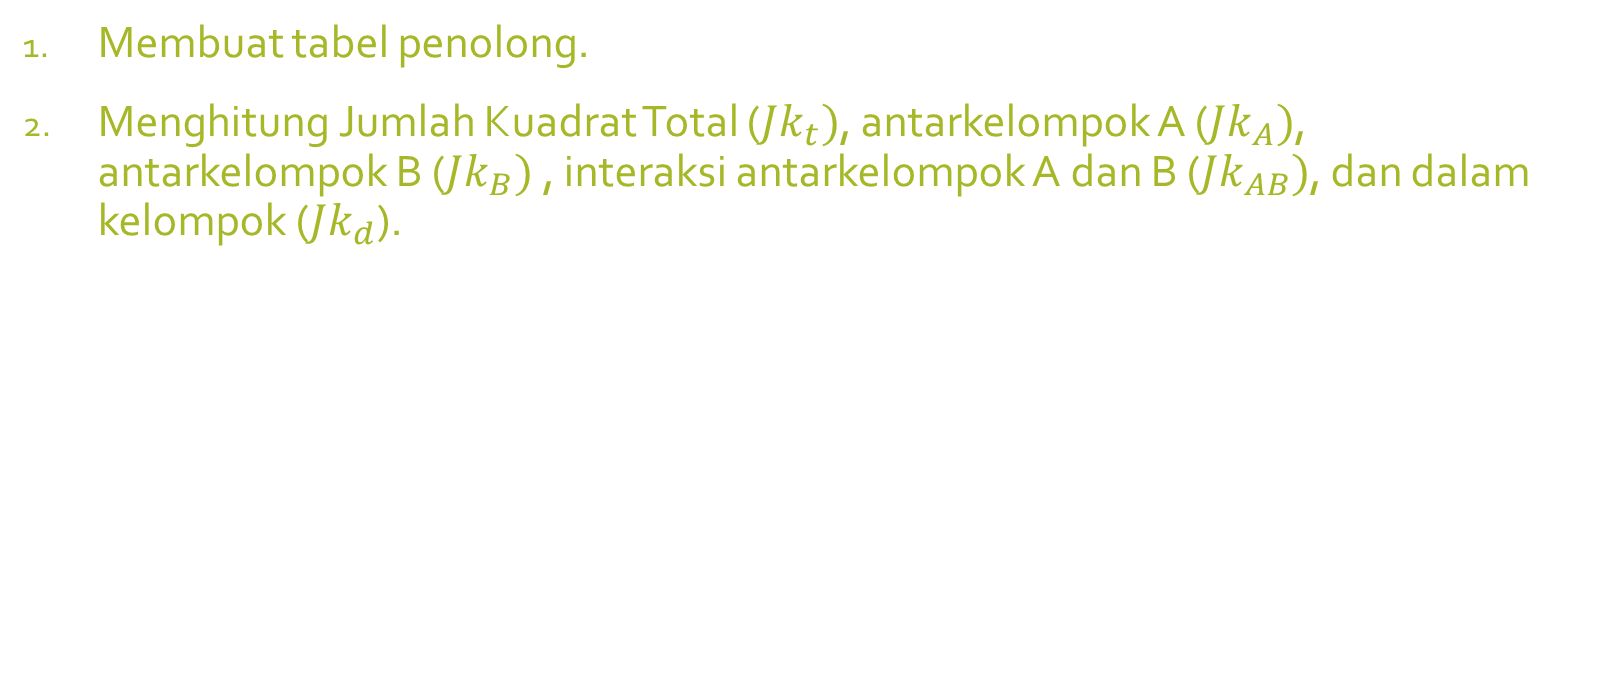 1. Membuat tabel penolong.
2. Menghitung Jumlah Kuadrat Total (𝐽𝑘ₜ), antarkelompok A (𝐽𝑘_A),
antarkelompok B (𝐽𝑘_B) , interaksi antarkelompok A dan B (𝐽𝑘_AB), dan dalam
kelompok (𝐽𝑘_d).